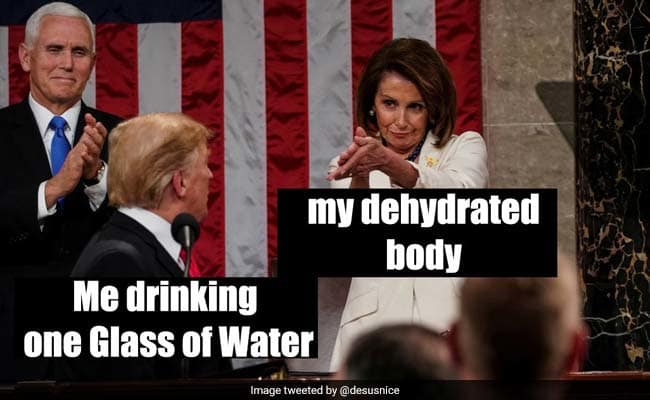 my dehydrated
body
Me drinking
one Glass of Water
Image tweeted by @desusnice